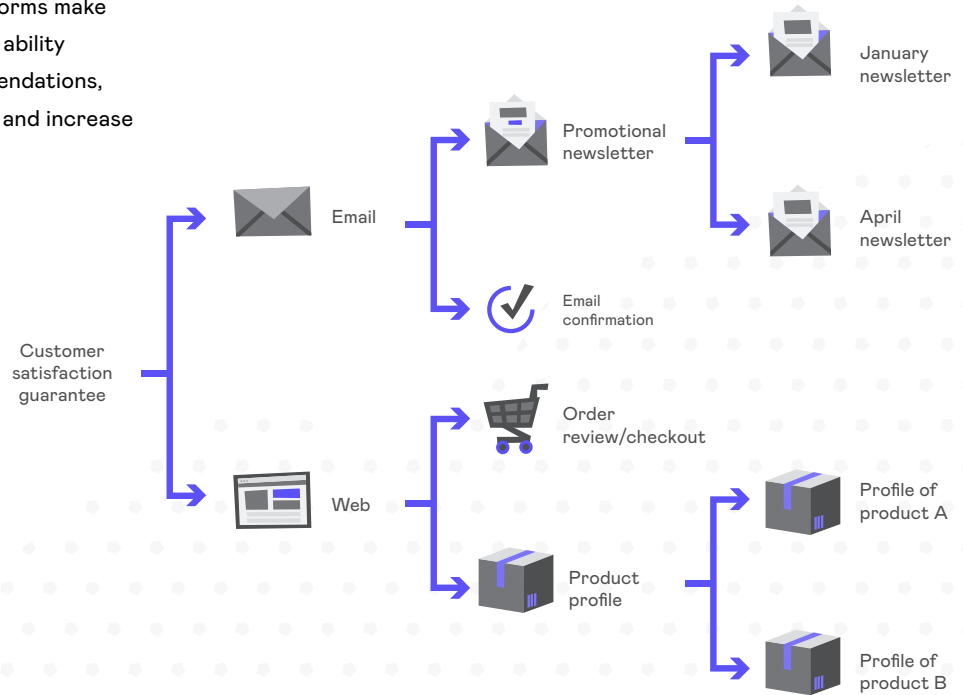 orms make
ability
endations,
and increase
January
newsletter
Promotional
newsletter
Email
April
newsletter
Email
confirmation
Customer
satisfaction
guarantee
Order
review/checkout
Web
Profile of
product A
Product
profile
Profile of
product B